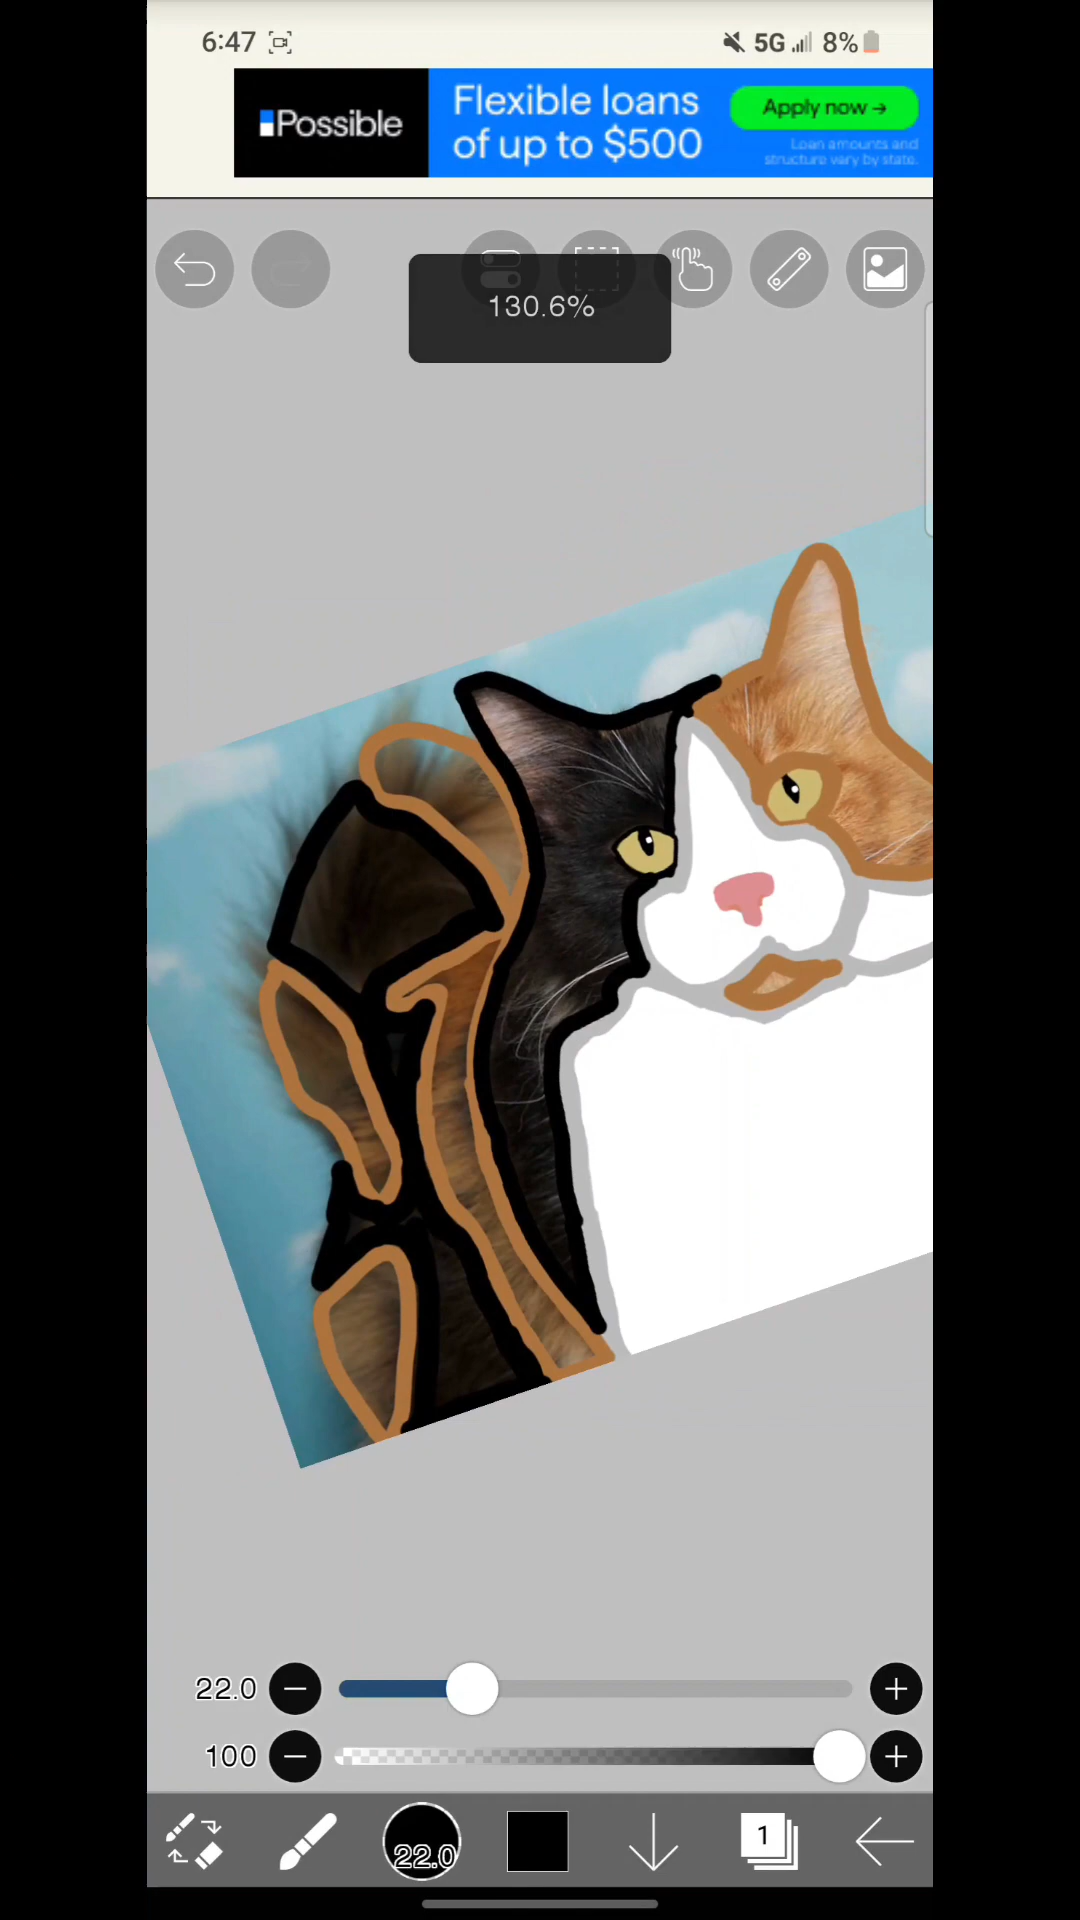 6:47
5G 8%
Possible
Flexible loans
of up to $500
Apply now →
Loan amounts and
structure vary by state.
130.6%
22.0
100
22.0
1